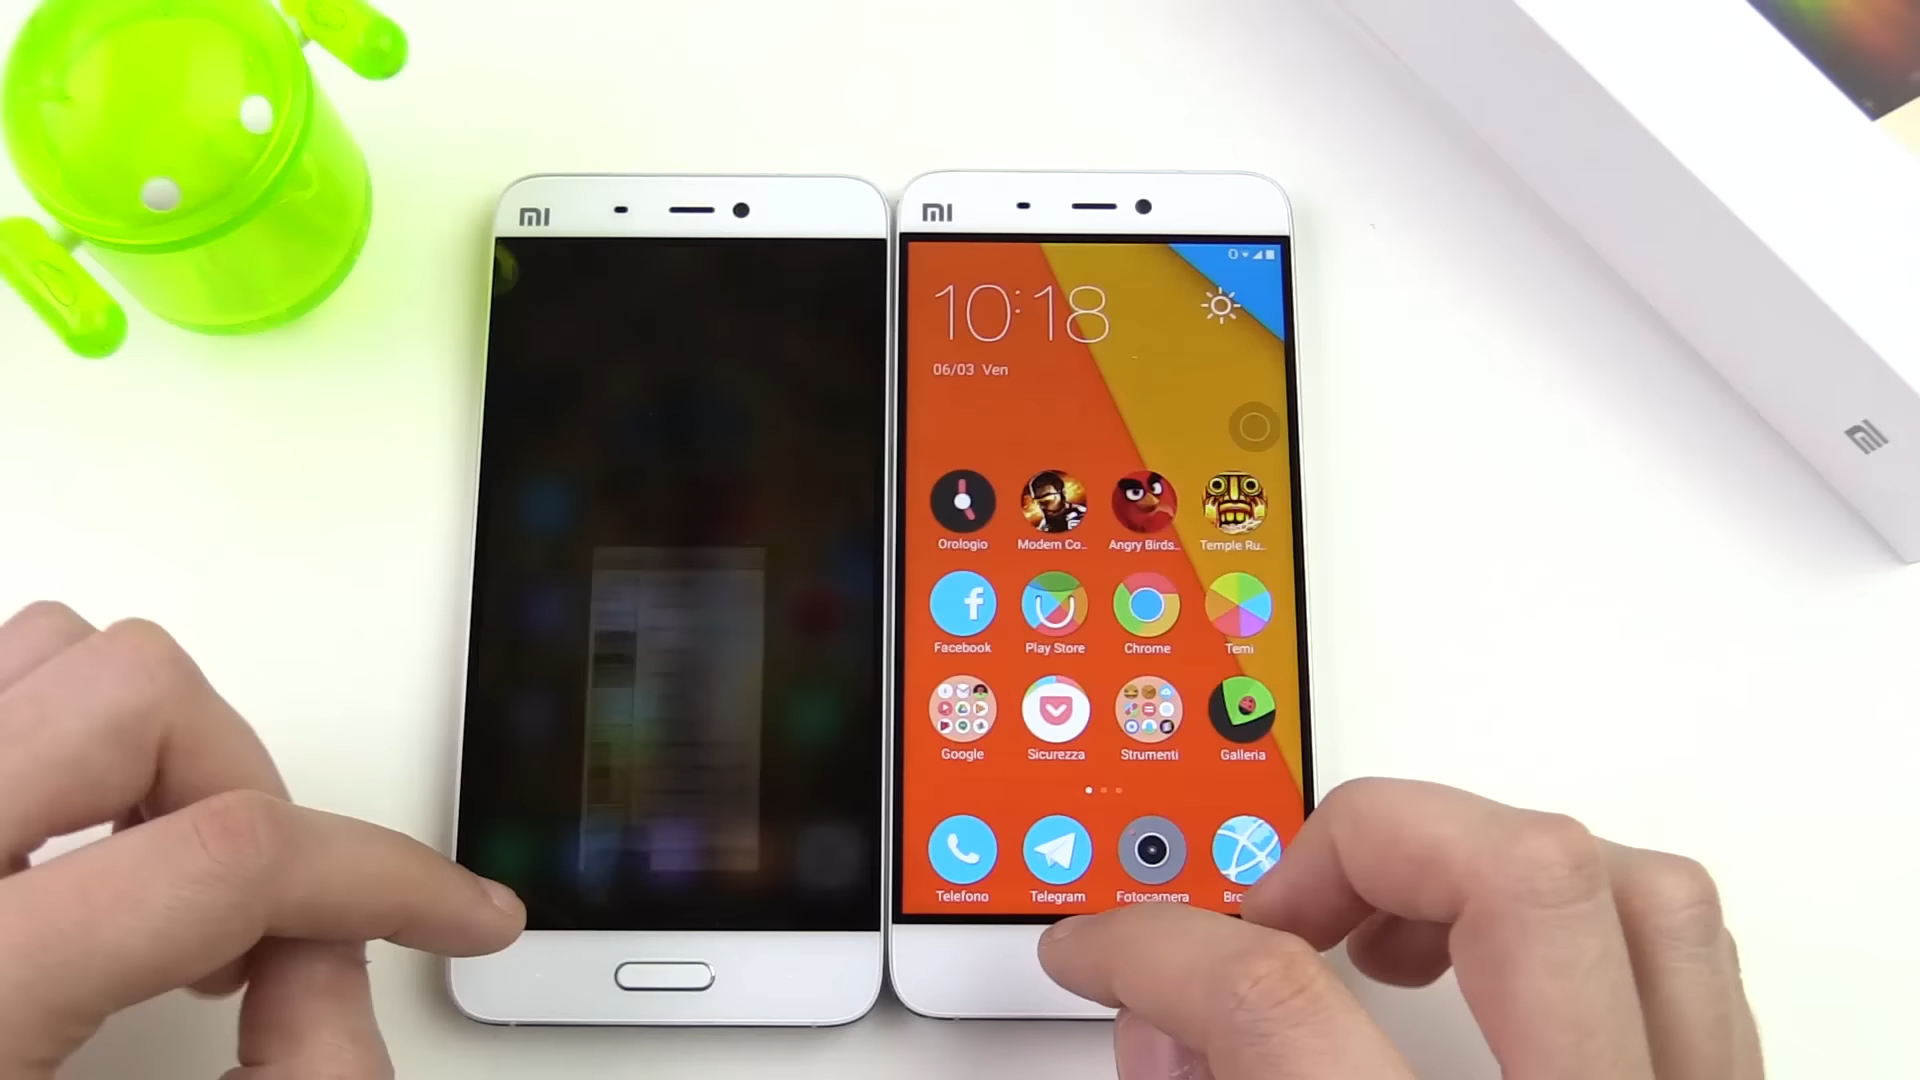 MI
MI
10:18
06/03 Ven
Orologio
Modern Co...
Angry Birds...
Temple Ru...
Facebook
Play Store
Chrome
Temi
Google
Sicurezza
Strumenti
Galleria
Telefono
Telegram
Fotocamera
Bro
MI